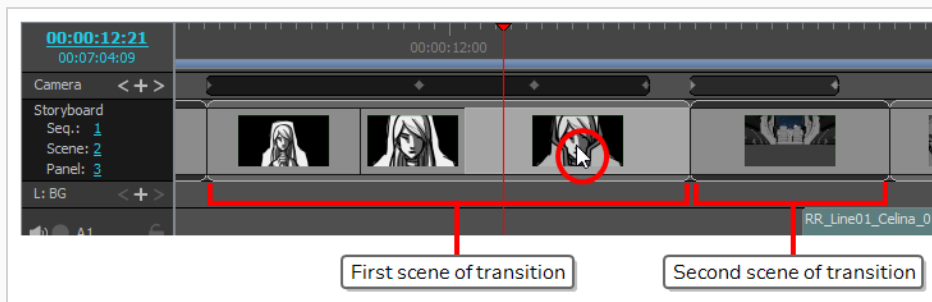 00:00:12:21
00:07:04:09
00:00:12:00
Camera < + >
Storyboard
Seq.: 1
Scene: 2
Panel: 3
L: BG < + >
A1
RR_Line01_Celina_0
First scene of transition
Second scene of transition